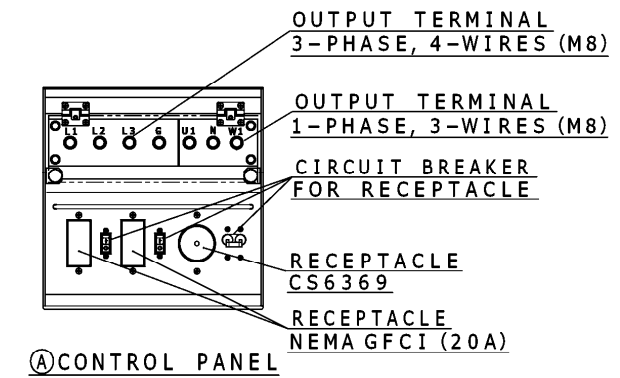 OUTPUT TERMINAL
3-PHASE, 4-WIRES (M8)
OUTPUT TERMINAL
1-PHASE, 3-WIRES (M8)
L1 L2 L3 G U1 N W1
CIRCUIT BREAKER
FOR RECEPTACLE
RECEPTACLE
CS6369
RECEPTACLE
NEMA GFCI (20A)
Ⓐ CONTROL PANEL